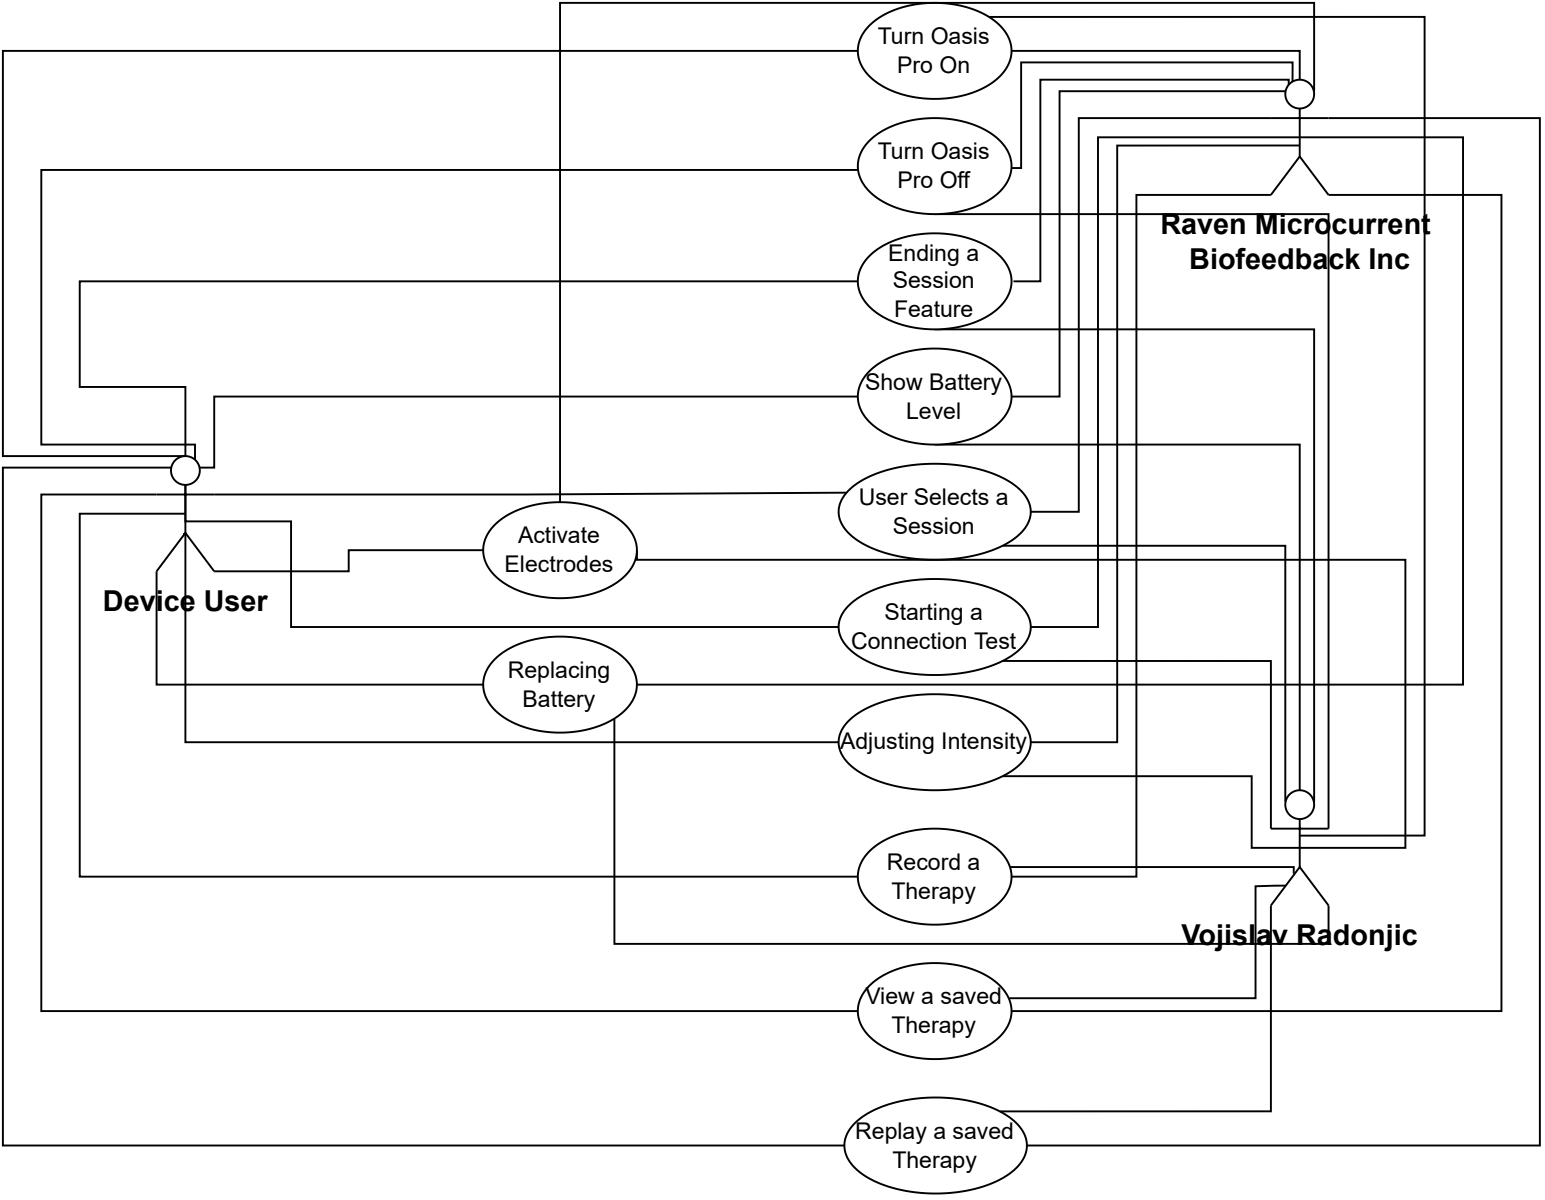 Turn Oasis
Pro On
Turn Oasis
Pro Off
Raven Microcurrent
Biofeedback Inc
Ending a
Session
Feature
Show Battery
Level
User Selects a
Session
Activate
Electrodes
Device User
Starting a
Connection Test
Replacing
Battery
Adjusting Intensity
Record a
Therapy
Vojislav Radonjic
View a saved
Therapy
Replay a saved
Therapy